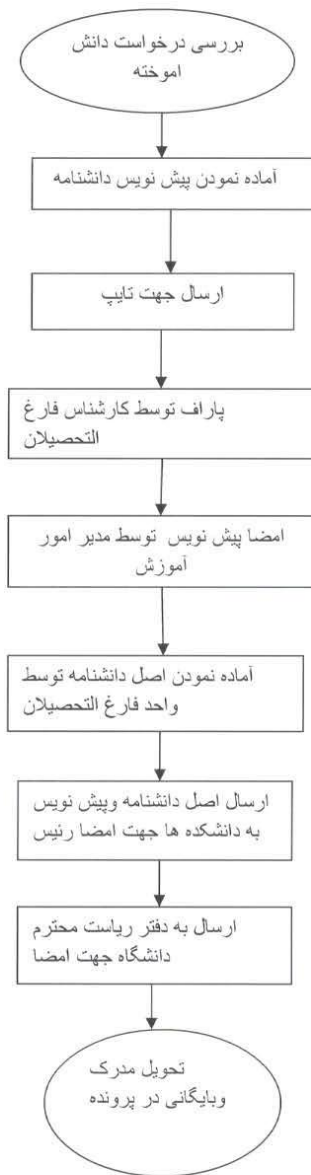 بررسی درخواست دانش
اموخته
آماده نمودن پیش نویس دانشنامه
ارسال جهت تایپ
پاراف توسط کارشناس فارغ
التحصیلان
امضا پیش نویس توسط مدیر امور
آموزش
آماده نمودن اصل دانشنامه توسط
واحد فارغ التحصیلان
ارسال اصل دانشنامه وپیش نویس
به دانشکده ها جهت امضا رئیس
ارسال به دفتر ریاست محترم
دانشگاه جهت امضا
تحویل مدرک
وبایگانی در پرونده